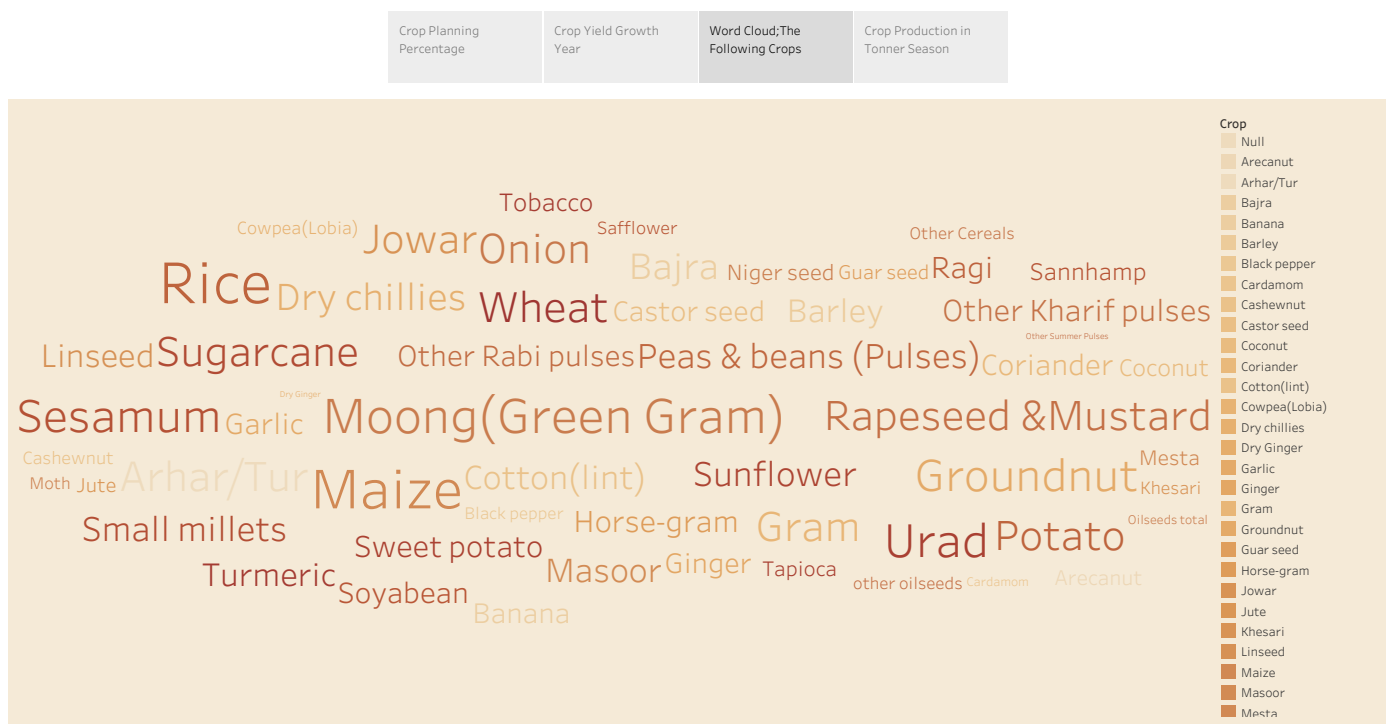 Crop Planning
Percentage
Crop Yield Growth
Year
Word Cloud;The
Following Crops
Crop Production in
Tonner Season
Tobacco
Cowpea(Lobia)
Jowar
Onion
Safflower
Other Cereals
Rice
Dry chillies
Wheat
Bajra
Niger seed
Guar seed
Ragi
Sannhamp
Castor seed
Barley
Other Kharif pulses
Linseed
Sugarcane
Other Rabi pulses
Peas & beans (Pulses)
Other Summer Pulses
Coriander
Coconut
Sesamum
Garlic
Dry Ginger
Moong(Green Gram)
Rapeseed &Mustard
Cashewnut
Moth
Jute
Arhar/Tur
Maize
Cotton(lint)
Black pepper
Sunflower
Groundnut
Mesta
Khesari
Small millets
Sweet potato
Horse-gram
Gram
Urad
Potato
Oilseeds total
Turmeric
Soyabean
Masoor
Ginger
Tapioca
other oilseeds
Cardamom
Arecanut
Banana
Crop
Null
Arecanut
Arhar/Tur
Bajra
Banana
Barley
Black pepper
Cardamom
Cashewnut
Castor seed
Coconut
Coriander
Cotton(lint)
Cowpea(Lobia)
Dry chillies
Dry Ginger
Garlic
Ginger
Gram
Groundnut
Guar seed
Horse-gram
Jowar
Jute
Khesari
Linseed
Maize
Masoor
Mesta